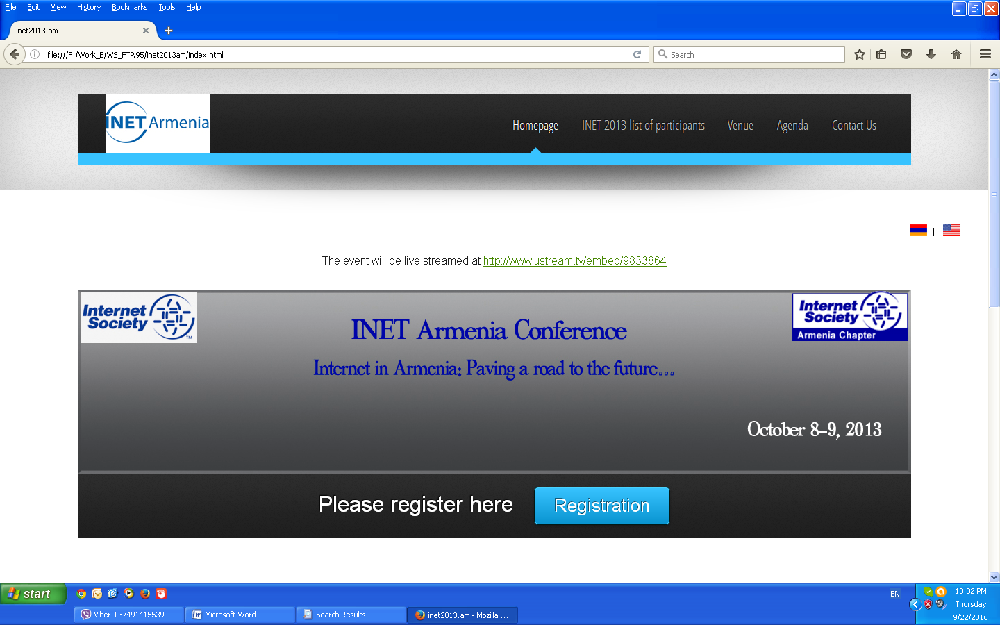 File Edit View History Bookmarks Tools Help
inet2013.am
file:///F:/Work_E/WS_FTP.95/inet2013am/index.html
Search
INET Armenia
Homepage
INET 2013 list of participants
Venue
Agenda
Contact Us
|
The event will be live streamed at http://www.ustream.tv/embed/9833864
Internet
Society
TM
INET Armenia Conference
Internet in Armenia: Paving a road to the future...
Internet
Society
Armenia Chapter
October 8-9, 2013
Please register here
Registration
start
EN
10:02 PM
Thursday
9/22/2016
Viber +37491415539
Microsoft Word
Search Results
inet2013.am - Mozilla ...